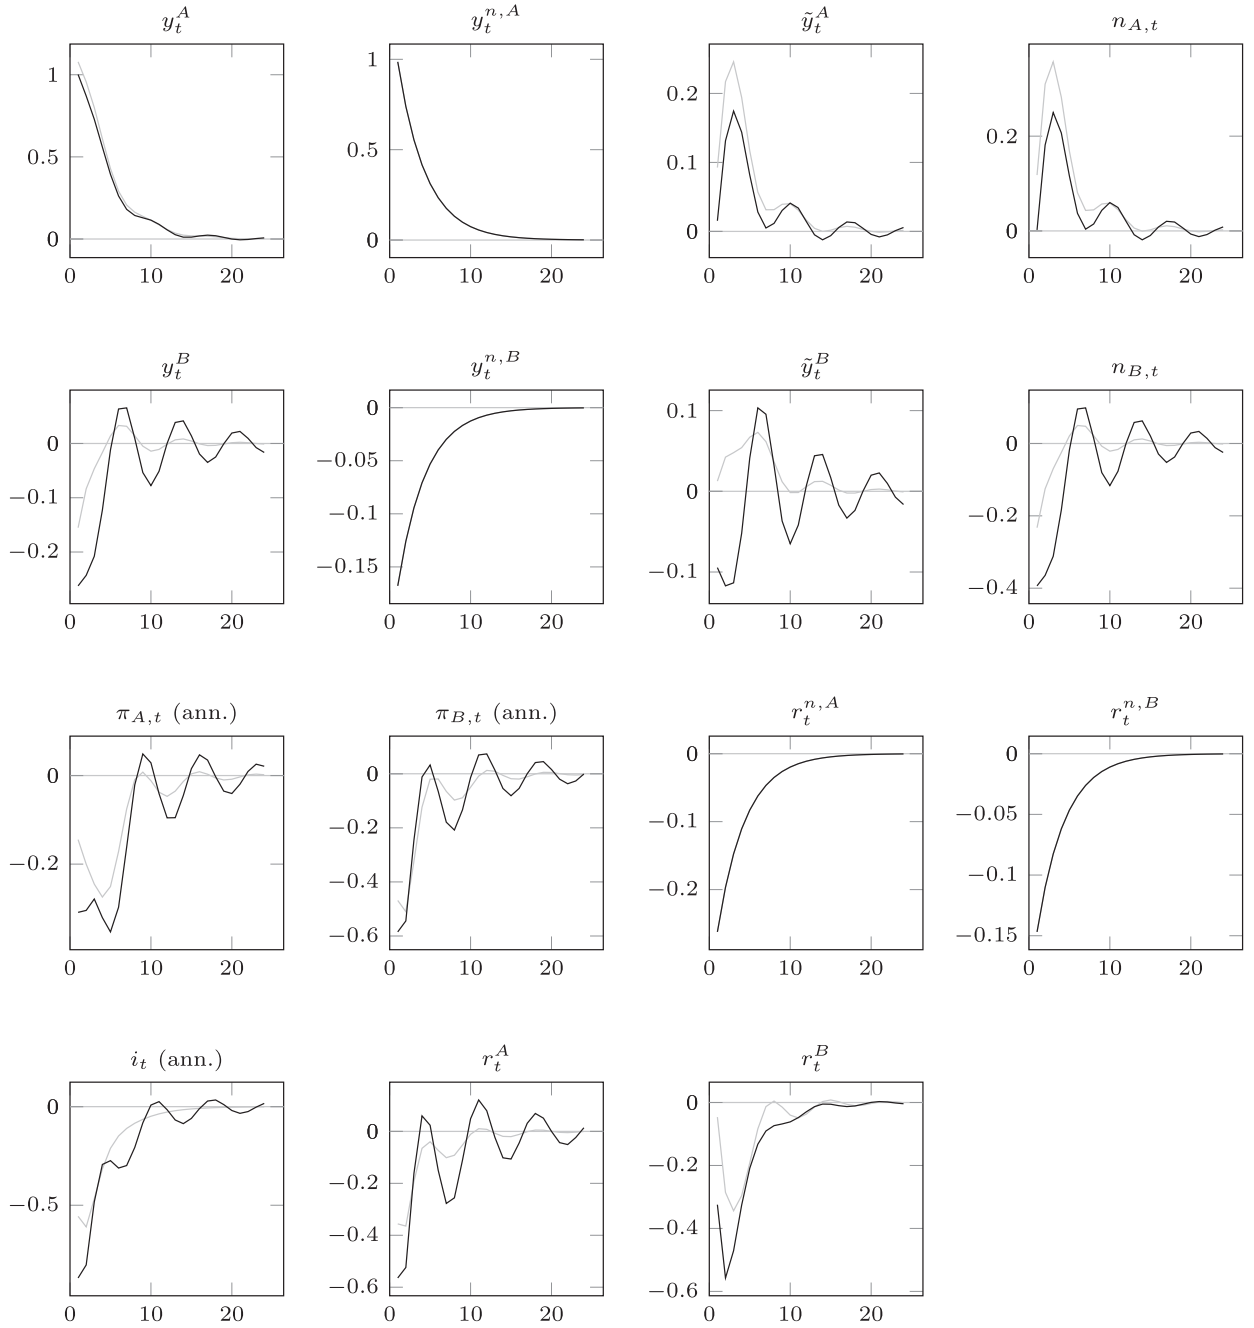 y_t^A y_t^{n,A} ỹ_t^A n_{A,t}
1 1 0.2 0.2
0.5 0.5 0.1
0 0 0 0
0 10 20 0 10 20 0 10 20 0 10 20
y_t^B y_t^{n,B} ỹ_t^B n_{B,t}
0 0 0.1 0
−0.1 −0.05 0 −0.2
−0.2 −0.1 −0.1 −0.4
−0.15
0 10 20 0 10 20 0 10 20 0 10 20
π_{A,t} (ann.) π_{B,t} (ann.) r_t^{n,A} r_t^{n,B}
0 0 0 0
−0.2 −0.2 −0.1 −0.05
−0.4 −0.2 −0.1
−0.6 −0.15
0 10 20 0 10 20 0 10 20 0 10 20
i_t (ann.) r_t^A r_t^B
0 0 0
−0.5 −0.2 −0.2
−0.4 −0.4
−0.6 −0.6
0 10 20 0 10 20 0 10 20